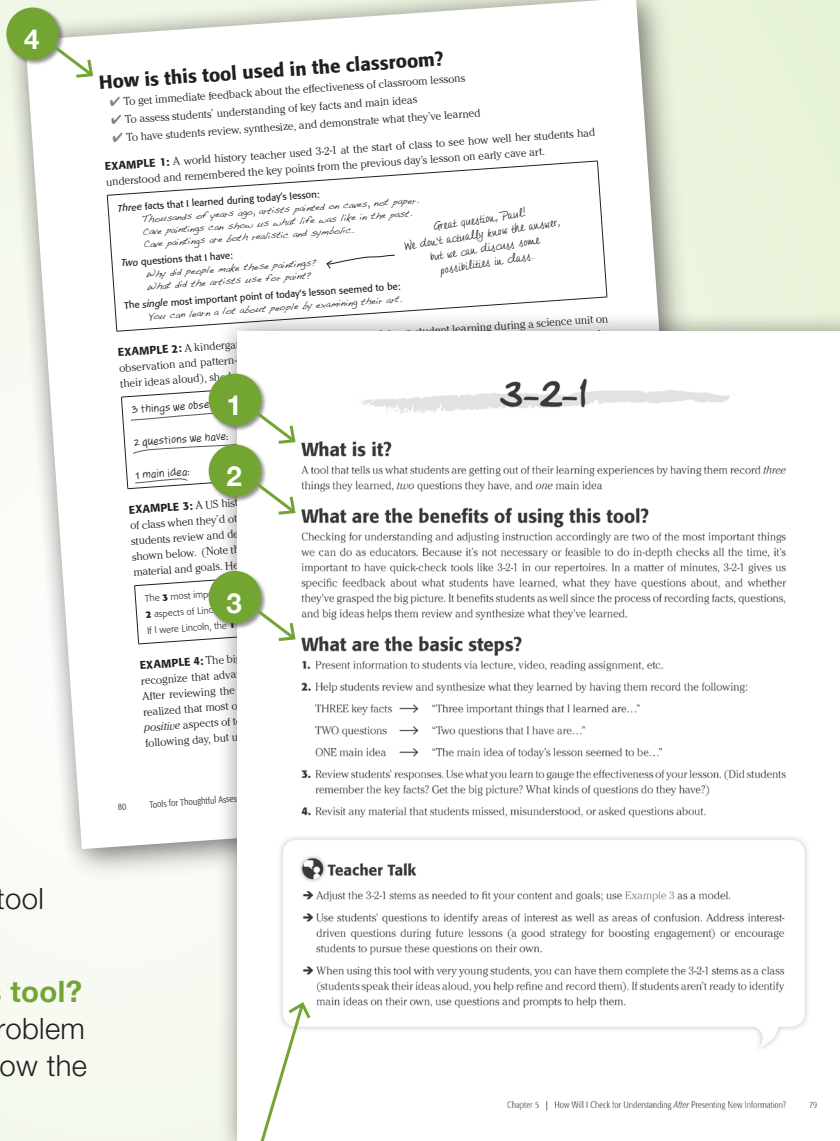 4
How is this tool used in the classroom?
✔ To get immediate feedback about the effectiveness of classroom lessons
✔ To assess students' understanding of key facts and main ideas
✔ To have students review, synthesize, and demonstrate what they've learned
EXAMPLE 1: A world history teacher used 3-2-1 at the start of class to see how well her students had
understood and remembered the key points from the previous day's lesson on early cave art.
Three facts that I learned during today's lesson:
Thousands of years ago, artists painted on caves, not paper.
Cave paintings can show us what life was like in the past.
Cave paintings are both realistic and symbolic.
Two questions that I have:
Why did people make these paintings?
What did the artists use for paint?
The single most important point of today's lesson seemed to be:
You can learn a lot about people by examining their art.
Great question, Paul!
We don't actually know the answer,
but we can discuss some
possibilities in class.
EXAMPLE 2: A kinderga
student learning during a science unit on
observation and pattern-
their ideas aloud), she
3 things we obse
2 questions we have:
1 main idea:
EXAMPLE 3: A US hist
of class when they'd ot
students review and de
shown below. (Note th
material and goals. He
The 3 most imp
2 aspects of Linc
If I were Lincoln, the 1
EXAMPLE 4: The big
recognize that adva
After reviewing the
realized that most o
positive aspects of t
following day, but u
80 Tools for Thoughtful Asses
3-2-1
1
What is it?
A tool that tells us what students are getting out of their learning experiences by having them record three
things they learned, two questions they have, and one main idea
2
What are the benefits of using this tool?
Checking for understanding and adjusting instruction accordingly are two of the most important things
we can do as educators. Because it's not necessary or feasible to do in-depth checks all the time, it's
important to have quick-check tools like 3-2-1 in our repertoires. In a matter of minutes, 3-2-1 gives us
specific feedback about what students have learned, what they have questions about, and whether
they've grasped the big picture. It benefits students as well since the process of recording facts, questions,
and big ideas helps them review and synthesize what they've learned.
3
What are the basic steps?
1. Present information to students via lecture, video, reading assignment, etc.
2. Help students review and synthesize what they learned by having them record the following:
THREE key facts → "Three important things that I learned are…"
TWO questions → "Two questions that I have are…"
ONE main idea → "The main idea of today's lesson seemed to be…"
3. Review students' responses. Use what you learn to gauge the effectiveness of your lesson. (Did students
remember the key facts? Get the big picture? What kinds of questions do they have?)
4. Revisit any material that students missed, misunderstood, or asked questions about.
Teacher Talk
➔ Adjust the 3-2-1 stems as needed to fit your content and goals; use Example 3 as a model.
➔ Use students' questions to identify areas of interest as well as areas of confusion. Address interest-
driven questions during future lessons (a good strategy for boosting engagement) or encourage
students to pursue these questions on their own.
➔ When using this tool with very young students, you can have them complete the 3-2-1 stems as a class
(students speak their ideas aloud, you help refine and record them). If students aren't ready to identify
main ideas on their own, use questions and prompts to help them.
Chapter 5 | How Will I Check for Understanding After Presenting New Information? 79
tool
tool?
roblem
ow the